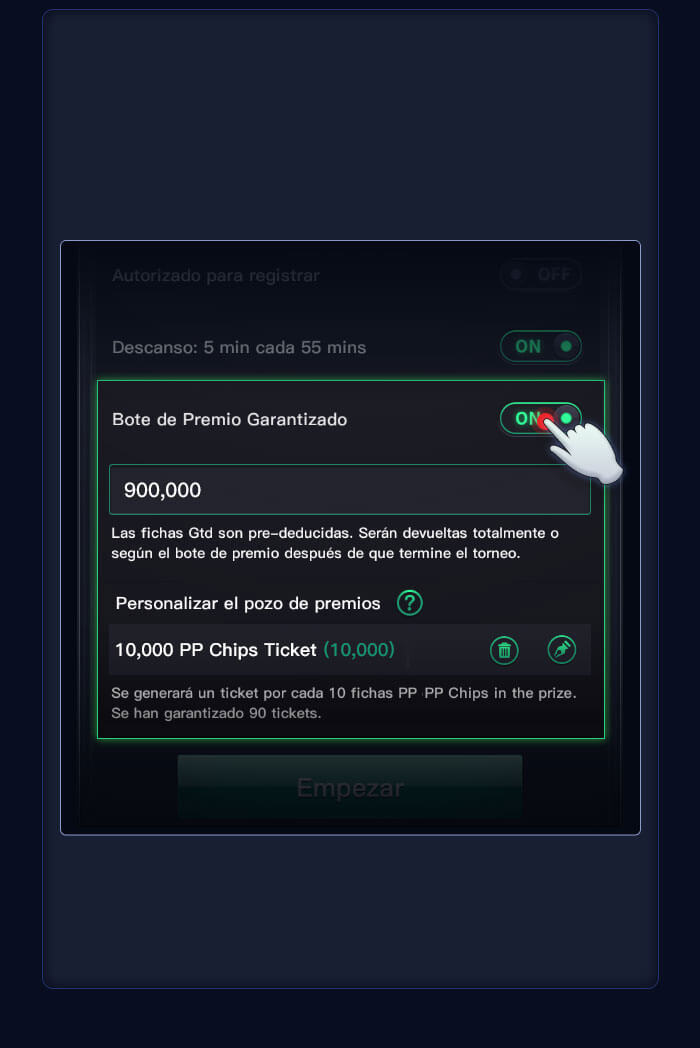 Autorizado para registrar
OFF
Descanso: 5 min cada 55 mins
ON
Bote de Premio Garantizado
ON
900,000
Las fichas Gtd son pre-deducidas. Serán devueltas totalmente o
según el bote de premio después de que termine el torneo.
Personalizar el pozo de premios
?
10,000 PP Chips Ticket (10,000)
Se generará un ticket por cada 10 fichas PP PP Chips in the prize.
Se han garantizado 90 tickets.
Empezar